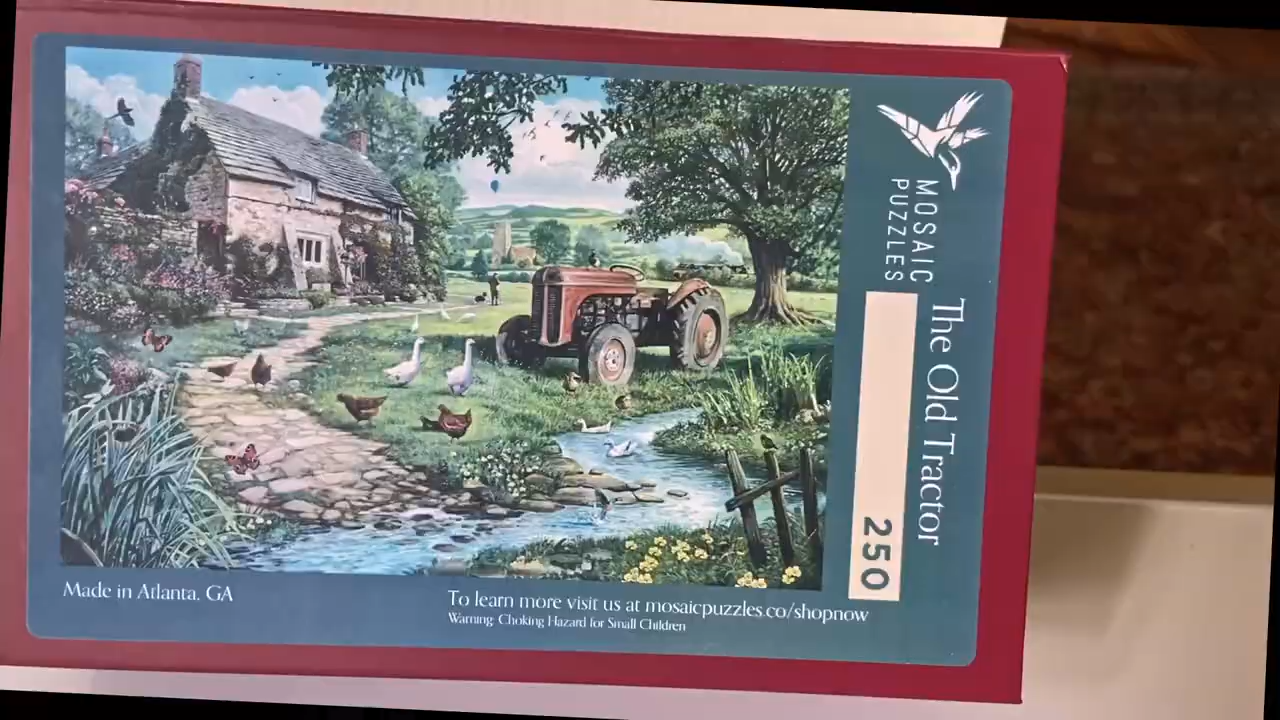 MOSAIC
PUZZLES
The Old Tractor
250
Made in Atlanta, GA
To learn more visit us at mosaicpuzzles.co/shopnow
Warning: Choking Hazard for Small Children